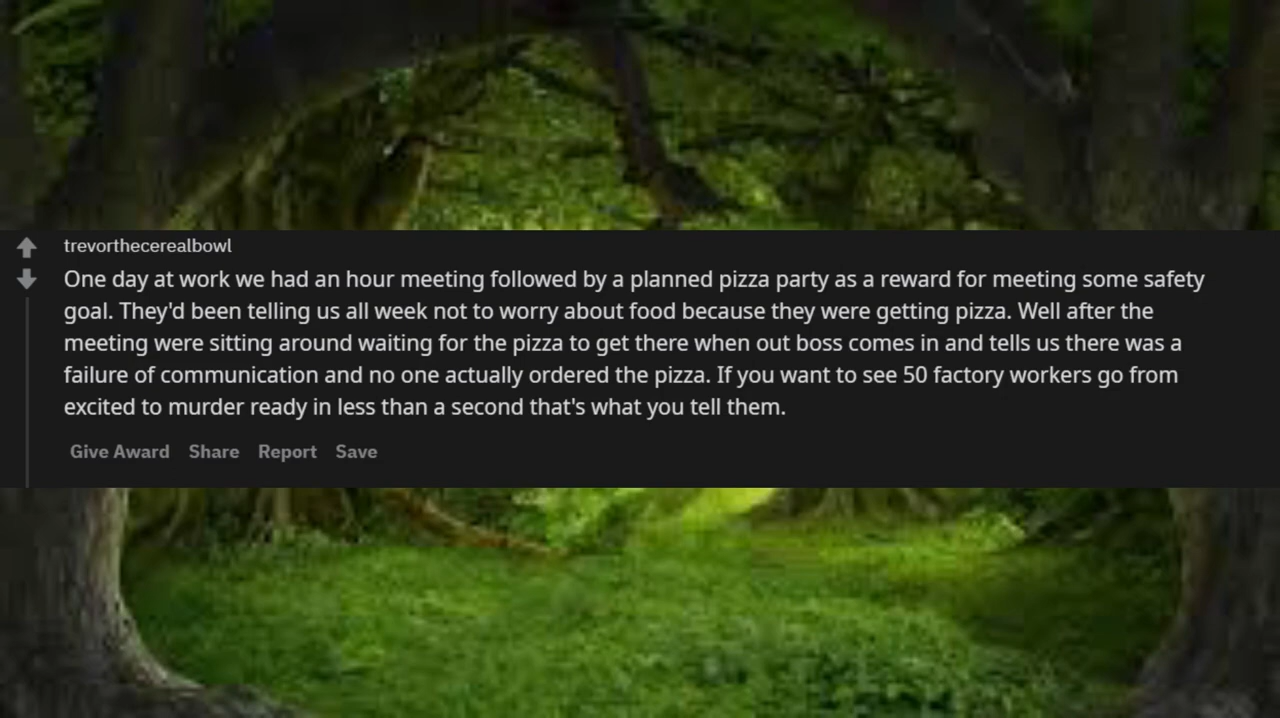 trevorthecerealbowl
One day at work we had an hour meeting followed by a planned pizza party as a reward for meeting some safety
goal. They'd been telling us all week not to worry about food because they were getting pizza. Well after the
meeting were sitting around waiting for the pizza to get there when out boss comes in and tells us there was a
failure of communication and no one actually ordered the pizza. If you want to see 50 factory workers go from
excited to murder ready in less than a second that's what you tell them.
Give Award Share Report Save